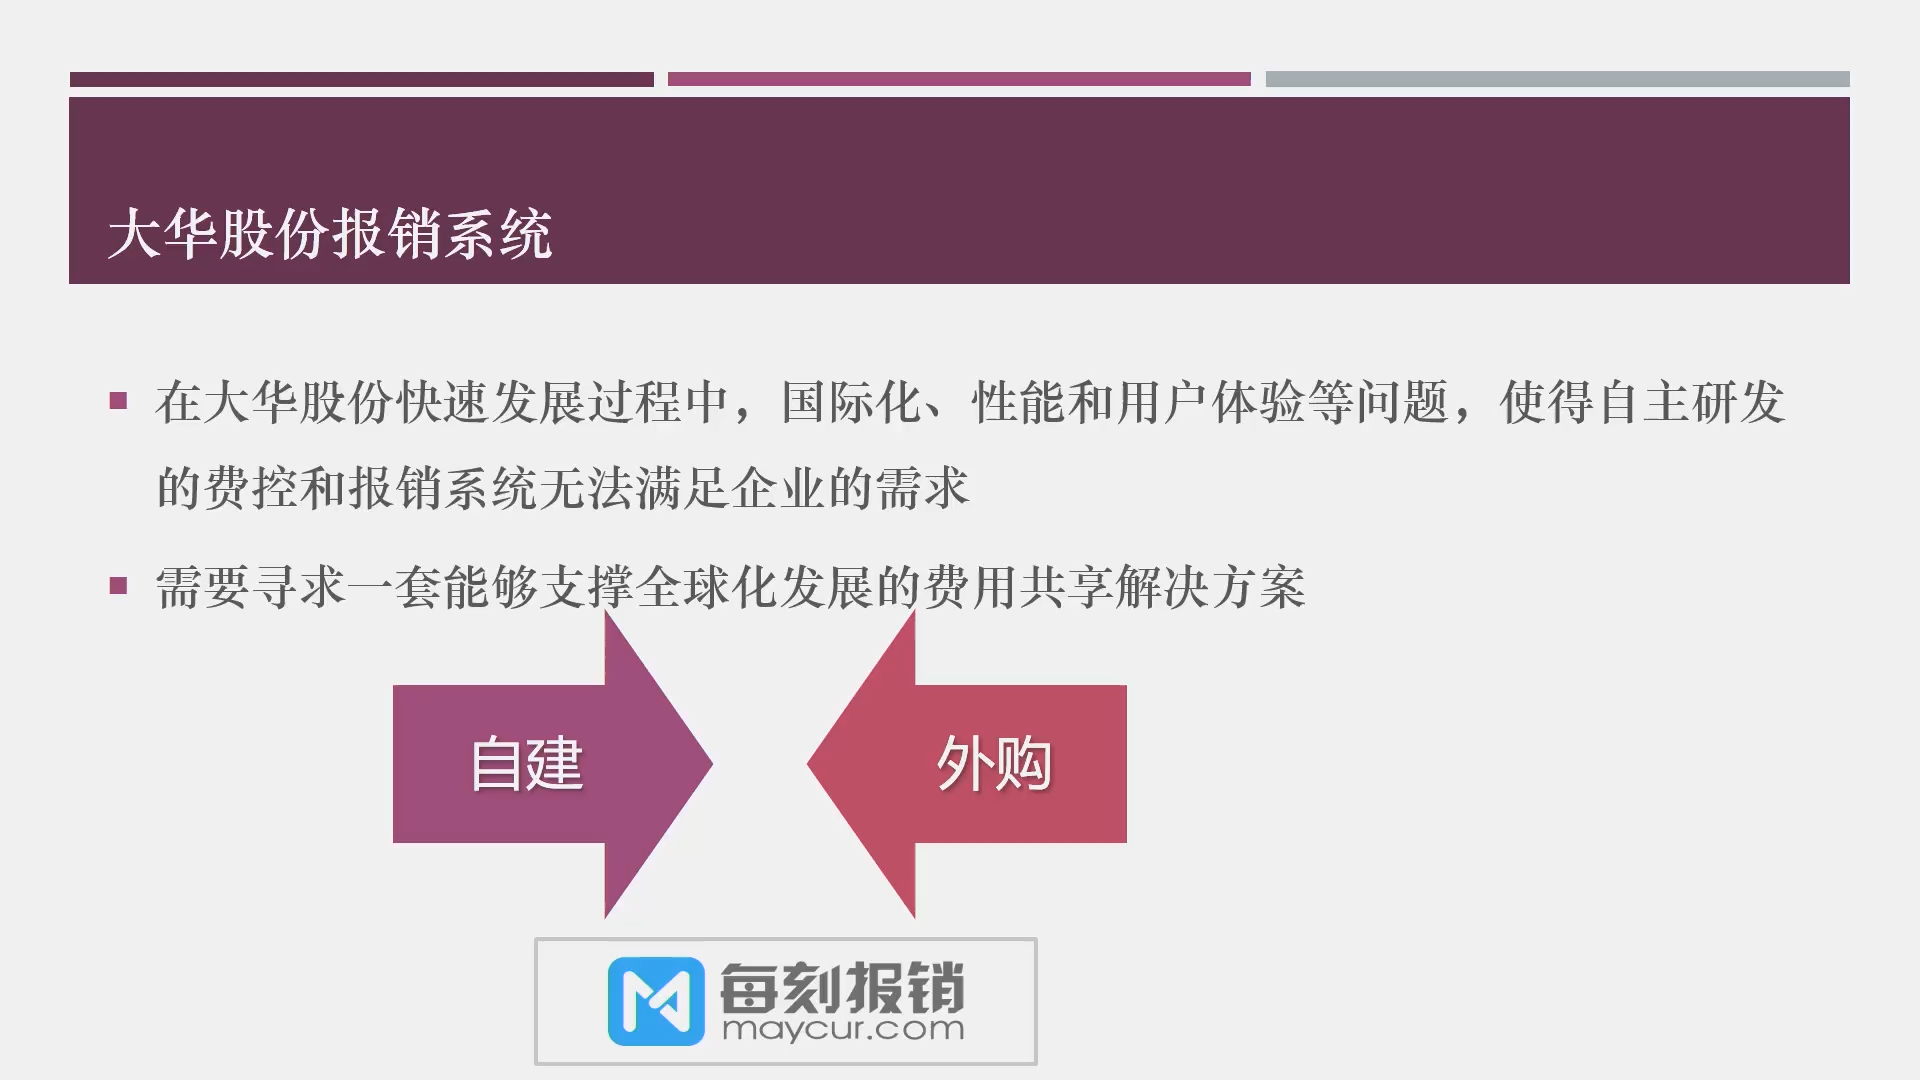 大华股份报销系统
在大华股份快速发展过程中，国际化、性能和用户体验等问题，使得自主研发
的费控和报销系统无法满足企业的需求
需要寻求一套能够支撑全球化发展的费用共享解决方案
自建
外购
每刻报销
maycur.com